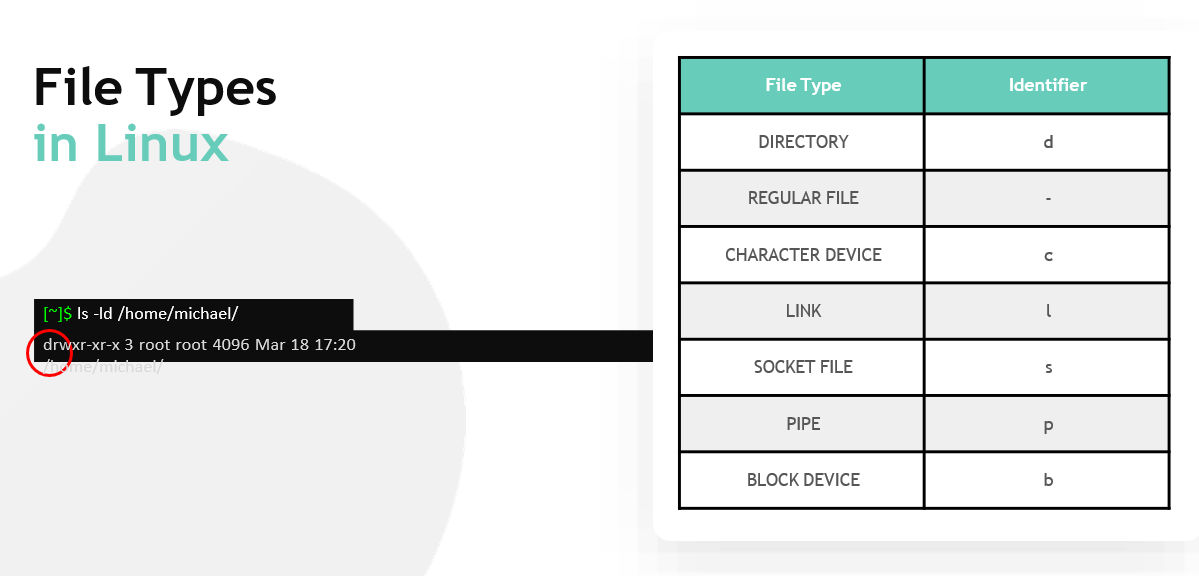 File Types
in Linux
[~]$ ls -ld /home/michael/
drwxr-xr-x 3 root root 4096 Mar 18 17:20
/home/michael/
File Type Identifier
DIRECTORY d
REGULAR FILE -
CHARACTER DEVICE c
LINK l
SOCKET FILE s
PIPE p
BLOCK DEVICE b